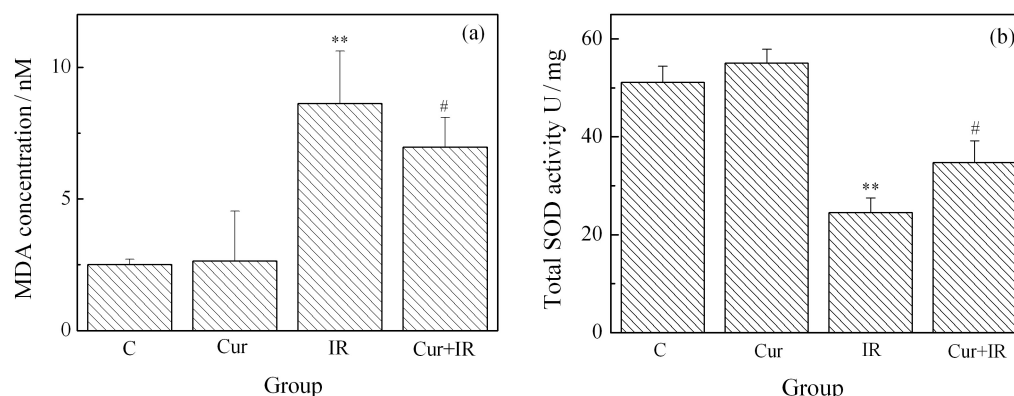 (a)
MDA concentration / nM
10
5
0
**
#
C Cur IR Cur+IR
Group
(b)
Total SOD activity U / mg
60
40
20
0
**
#
C Cur IR Cur+IR
Group